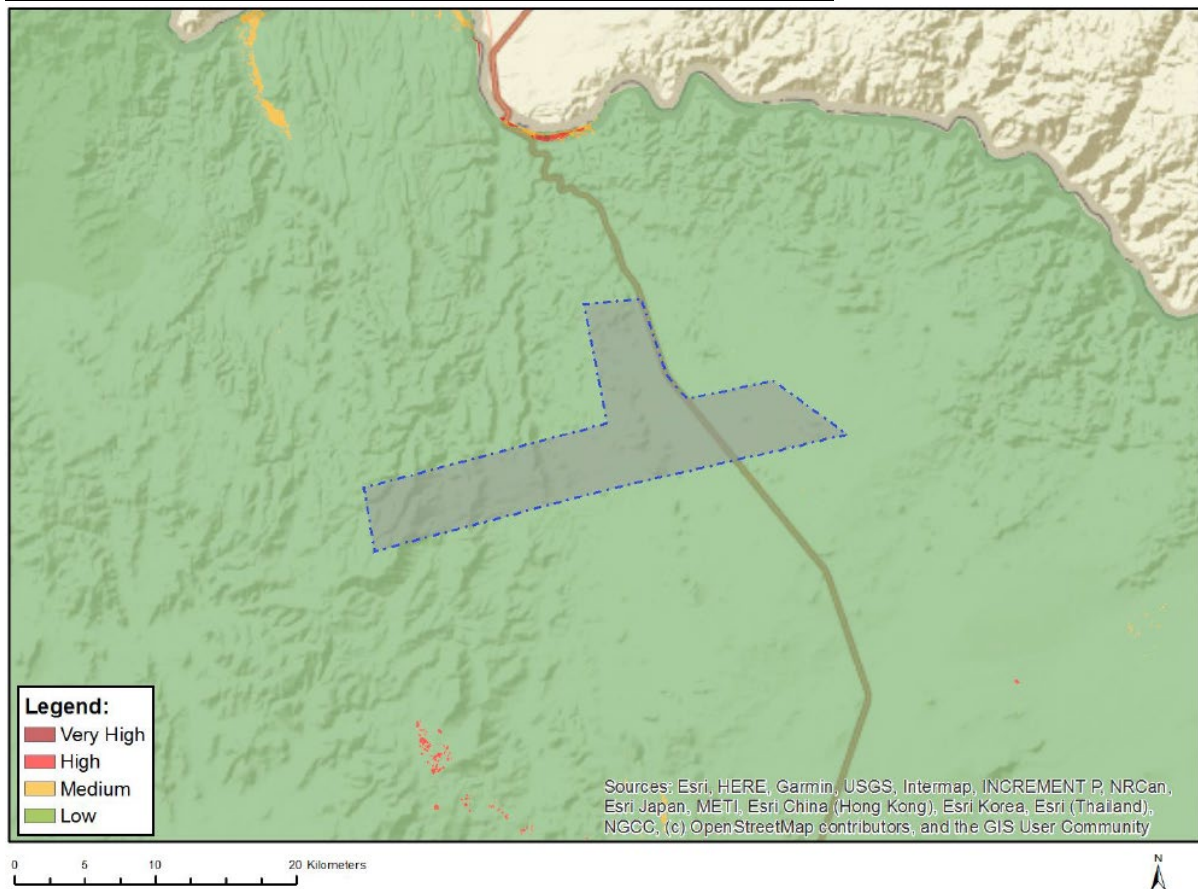 Legend:
Very High
High
Medium
Low
Sources: Esri, HERE, Garmin, USGS, Intermap, INCREMENT P, NRCan,
Esri Japan, METI, Esri China (Hong Kong), Esri Korea, Esri (Thailand),
NGCC, (c) OpenStreetMap contributors, and the GIS User Community
0 5 10 20 Kilometers
N